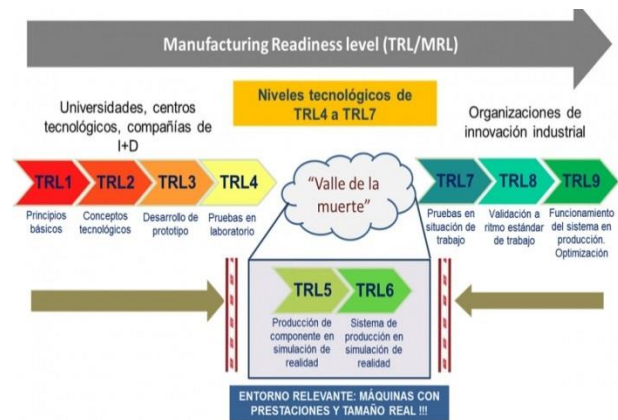 Manufacturing Readiness level (TRL/MRL)
Universidades, centros
tecnológicos, compañías de
I+D
Niveles tecnológicos de
TRL4 a TRL7
Organizaciones de
innovación industrial
TRL1
TRL2
TRL3
TRL4
"Valle de la
muerte"
TRL7
TRL8
TRL9
Principios
básicos
Conceptos
tecnológicos
Desarrollo de
prototipo
Pruebas en
laboratorio
Pruebas en
situación de
trabajo
Validación a
ritmo estándar
de trabajo
Funcionamiento
del sistema en
producción.
Optimización
TRL5
TRL6
Producción de
componente en
simulación de
realidad
Sistema de
producción en
simulación de
realidad
ENTORNO RELEVANTE: MÁQUINAS CON
PRESTACIONES Y TAMAÑO REAL !!!